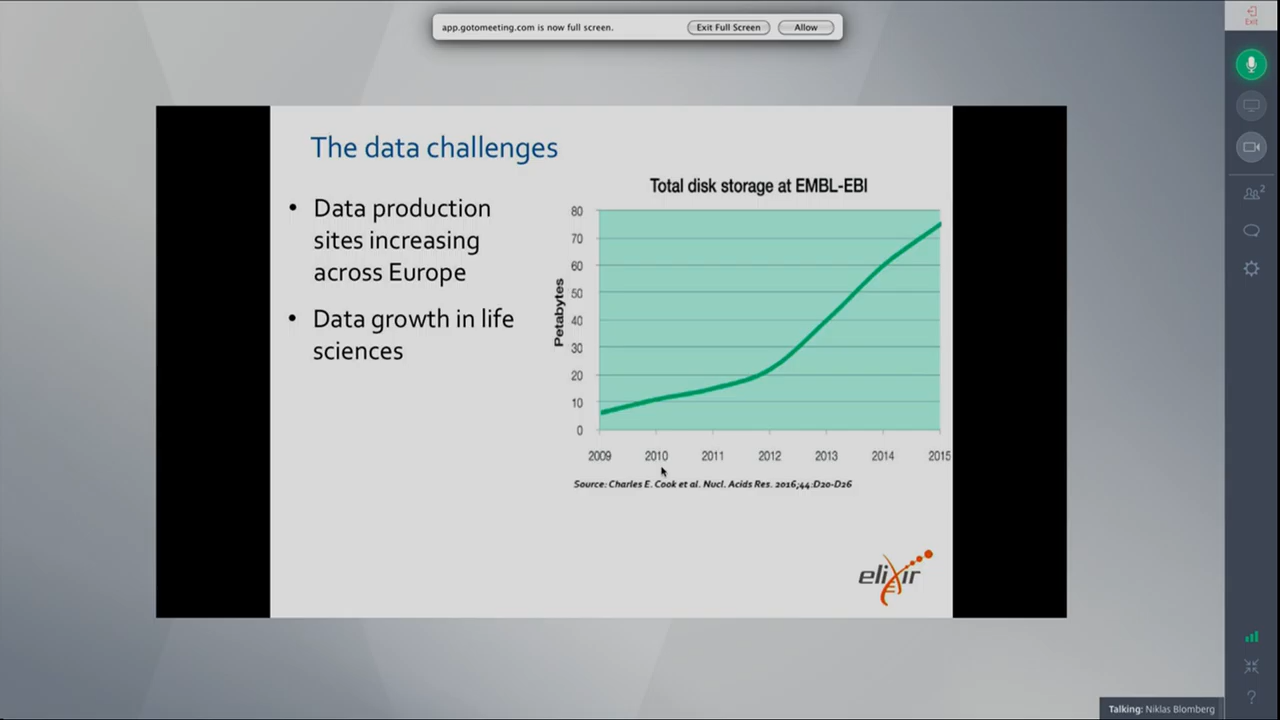 app.gotomeeting.com is now full screen.
Exit Full Screen
Allow
Exit
The data challenges
• Data production
sites increasing
across Europe
• Data growth in life
sciences
Total disk storage at EMBL-EBI
Petabytes
80
70
60
50
40
30
20
10
0
2009 2010 2011 2012 2013 2014 2015
Source: Charles E. Cook et al. Nucl. Acids Res. 2016;44:D20-D26
elixir
2
?
Talking: Niklas Blomberg